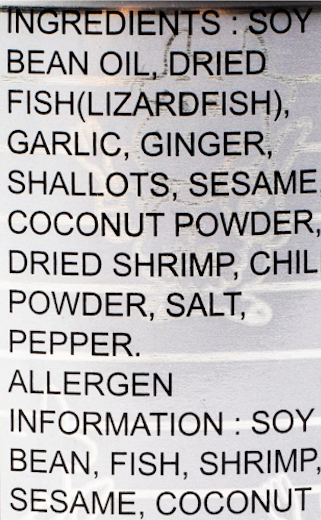 INGREDIENTS : SOY
BEAN OIL, DRIED
FISH(LIZARDFISH),
GARLIC, GINGER,
SHALLOTS, SESAME
COCONUT POWDER,
DRIED SHRIMP, CHIL
POWDER, SALT,
PEPPER.
ALLERGEN
INFORMATION : SOY
BEAN, FISH, SHRIMP,
SESAME, COCONUT